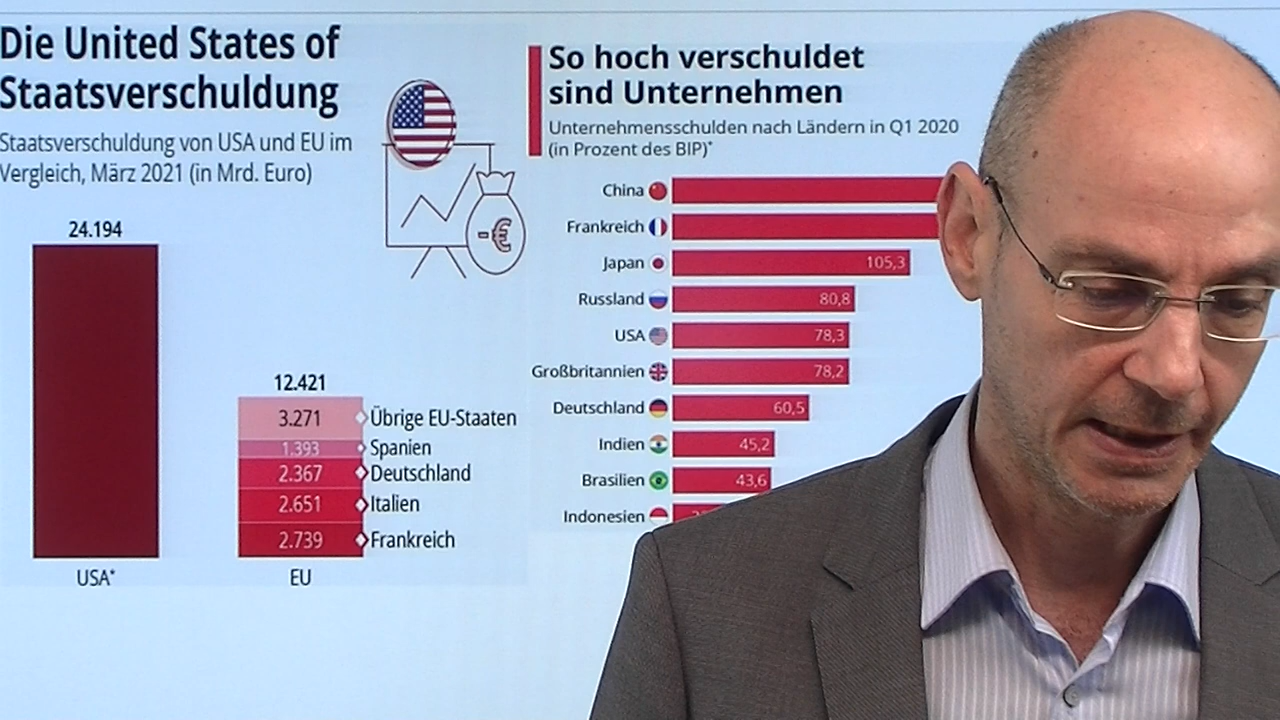 Die United States of
Staatsverschuldung
Staatsverschuldung von USA und EU im
Vergleich, März 2021 (in Mrd. Euro)
24.194
USA*
12.421
3.271 Übrige EU-Staaten
1.393 Spanien
2.367 Deutschland
2.651 Italien
2.739 Frankreich
EU
-€
So hoch verschuldet
sind Unternehmen
Unternehmensschulden nach Ländern in Q1 2020
(in Prozent des BIP)*
China
Frankreich
Japan 105,3
Russland 80,8
USA 78,3
Großbritannien 78,2
Deutschland 60,5
Indien 45,2
Brasilien 43,6
Indonesien